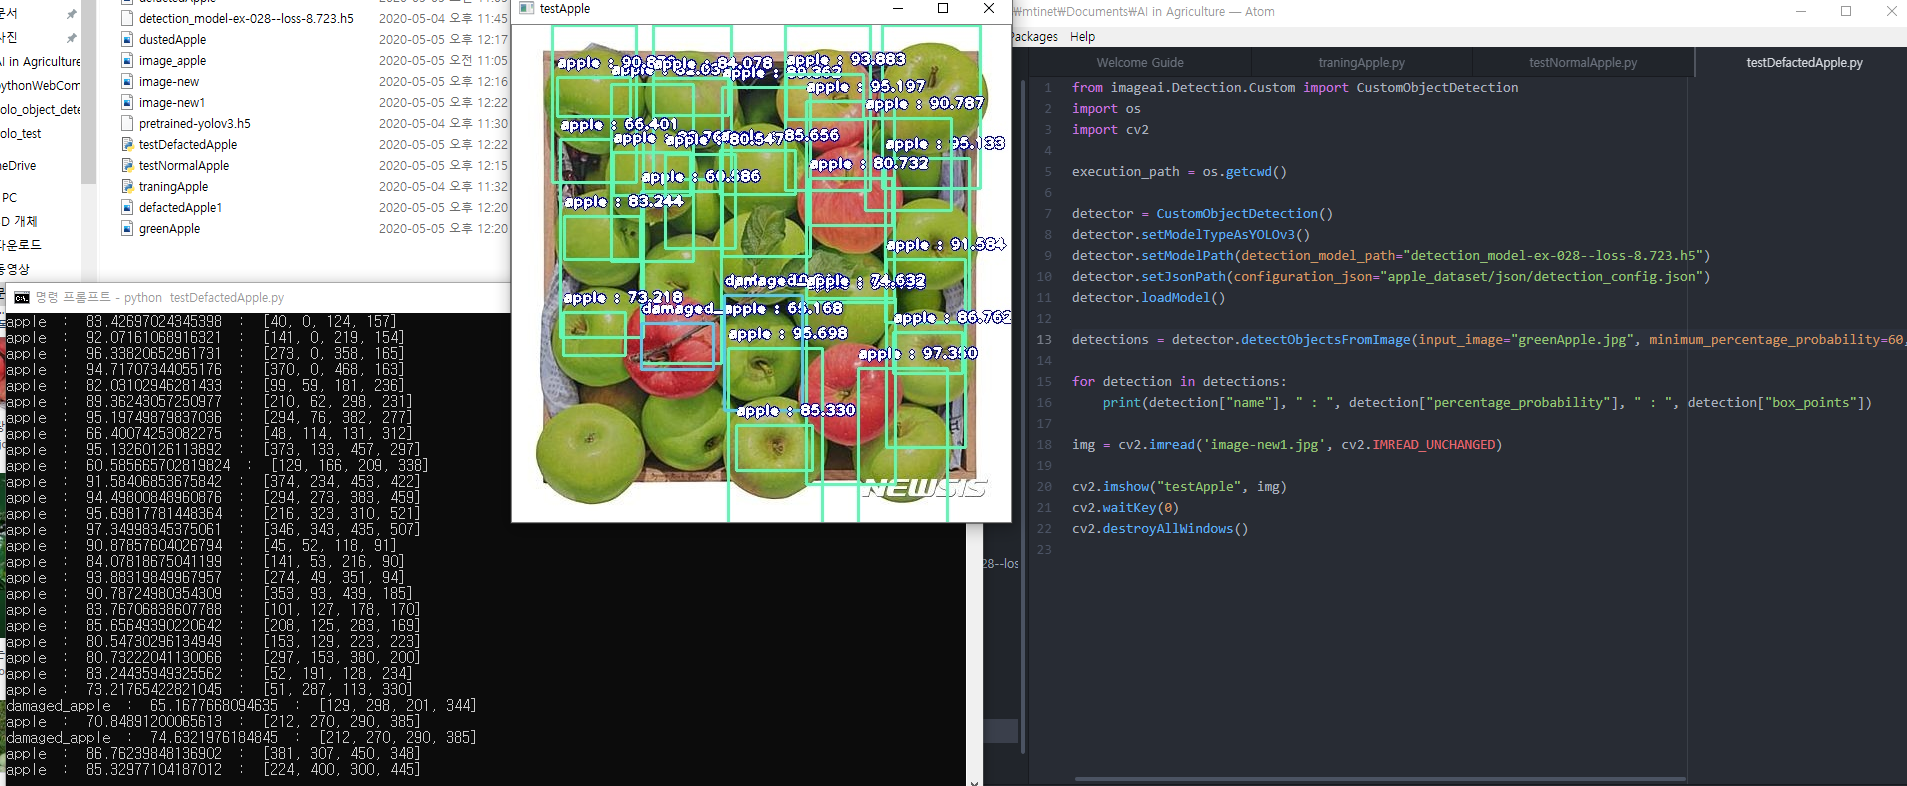 문서
사진
AI in Agriculture
pythonWebCom
olo_object_dete
olo_test
neDrive
PC
3D 개체
다운로드
동영상
detection_model-ex-028--loss-8.723.h5 2020-05-04 오후 11:45
dustedApple 2020-05-05 오후 12:17
image_apple 2020-05-05 오전 11:05
image-new 2020-05-05 오후 12:16
image-new1 2020-05-05 오후 12:22
pretrained-yolov3.h5 2020-05-04 오후 11:30
testDefactedApple 2020-05-05 오후 12:22
testNormalApple 2020-05-05 오후 12:15
traningApple 2020-05-04 오후 11:32
defactedApple1 2020-05-05 오후 12:20
greenApple 2020-05-05 오후 12:20
명령 프롬프트 - python testDefactedApple.py
apple : 83.42697024345398 : [40, 0, 124, 157]
apple : 92.07161068916321 : [141, 0, 219, 154]
apple : 96.33820652961731 : [273, 0, 358, 165]
apple : 94.71707344055176 : [370, 0, 468, 163]
apple : 82.03102946281433 : [99, 59, 181, 236]
apple : 89.36243057250977 : [210, 62, 298, 231]
apple : 95.19749879837036 : [294, 76, 382, 277]
apple : 66.40074253082275 : [48, 114, 131, 312]
apple : 95.13260126113892 : [373, 133, 457, 297]
apple : 60.585665702819824 : [129, 166, 209, 338]
apple : 91.58406853675842 : [374, 234, 453, 422]
apple : 94.49800848960876 : [294, 273, 383, 459]
apple : 95.69817781448364 : [216, 323, 310, 521]
apple : 97.34998345375061 : [346, 343, 435, 507]
apple : 90.87857604026794 : [45, 52, 118, 91]
apple : 84.07818675041199 : [141, 53, 216, 90]
apple : 93.88319849967957 : [274, 49, 351, 94]
apple : 90.78724980354309 : [353, 93, 439, 185]
apple : 83.76706838607788 : [101, 127, 178, 170]
apple : 85.65649390220642 : [208, 125, 283, 169]
apple : 80.54730296134949 : [153, 129, 223, 223]
apple : 80.73222041130066 : [297, 153, 380, 200]
apple : 83.24435949325562 : [52, 191, 128, 234]
apple : 73.21765422821045 : [51, 287, 113, 330]
damaged_apple : 65.1677668094635 : [129, 298, 201, 344]
apple : 70.84891200065613 : [212, 270, 290, 385]
damaged_apple : 74.6321976184845 : [212, 270, 290, 385]
apple : 86.76239848136902 : [381, 307, 450, 348]
apple : 85.32977104187012 : [224, 400, 300, 445]
testApple
apple : 84.078
apple : 93.883
apple : 95.197
apple : 90.787
apple : 66.401
apple : 80.547
85.656
apple : 95.133
apple : 80.732
apple : 60.586
apple : 83.244
apple : 91.584
74.632
apple : 73.218
damaged_apple : 65.168
apple : 86.762
apple : 95.698
apple : 97.350
apple : 85.330
NEWSIS
₩mtinet₩Documents₩AI in Agriculture — Atom
Packages Help
Welcome Guide traningApple.py testNormalApple.py testDefactedApple.py
1 from imageai.Detection.Custom import CustomObjectDetection
2 import os
3 import cv2
4
5 execution_path = os.getcwd()
6
7 detector = CustomObjectDetection()
8 detector.setModelTypeAsYOLOv3()
9 detector.setModelPath(detection_model_path="detection_model-ex-028--loss-8.723.h5")
10 detector.setJsonPath(configuration_json="apple_dataset/json/detection_config.json")
11 detector.loadModel()
12
13 detections = detector.detectObjectsFromImage(input_image="greenApple.jpg", minimum_percentage_probability=60,
14
15 for detection in detections:
16 print(detection["name"], " : ", detection["percentage_probability"], " : ", detection["box_points"])
17
18 img = cv2.imread('image-new1.jpg', cv2.IMREAD_UNCHANGED)
19
20 cv2.imshow("testApple", img)
21 cv2.waitKey(0)
22 cv2.destroyAllWindows()
23
28--los